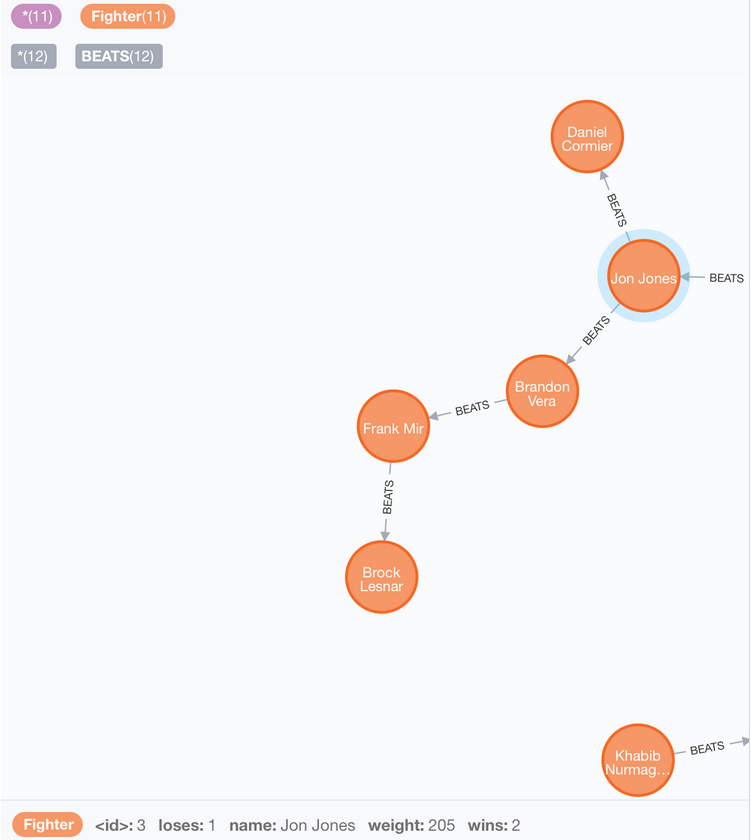 *(11) Fighter(11)
*(12) BEATS(12)
Daniel
Cormier
BEATS
Jon Jones
BEATS
BEATS
Brandon
Vera
BEATS
Frank Mir
BEATS
Brock
Lesnar
Khabib
Nurmag...
BEATS
Fighter <id>: 3 loses: 1 name: Jon Jones weight: 205 wins: 2